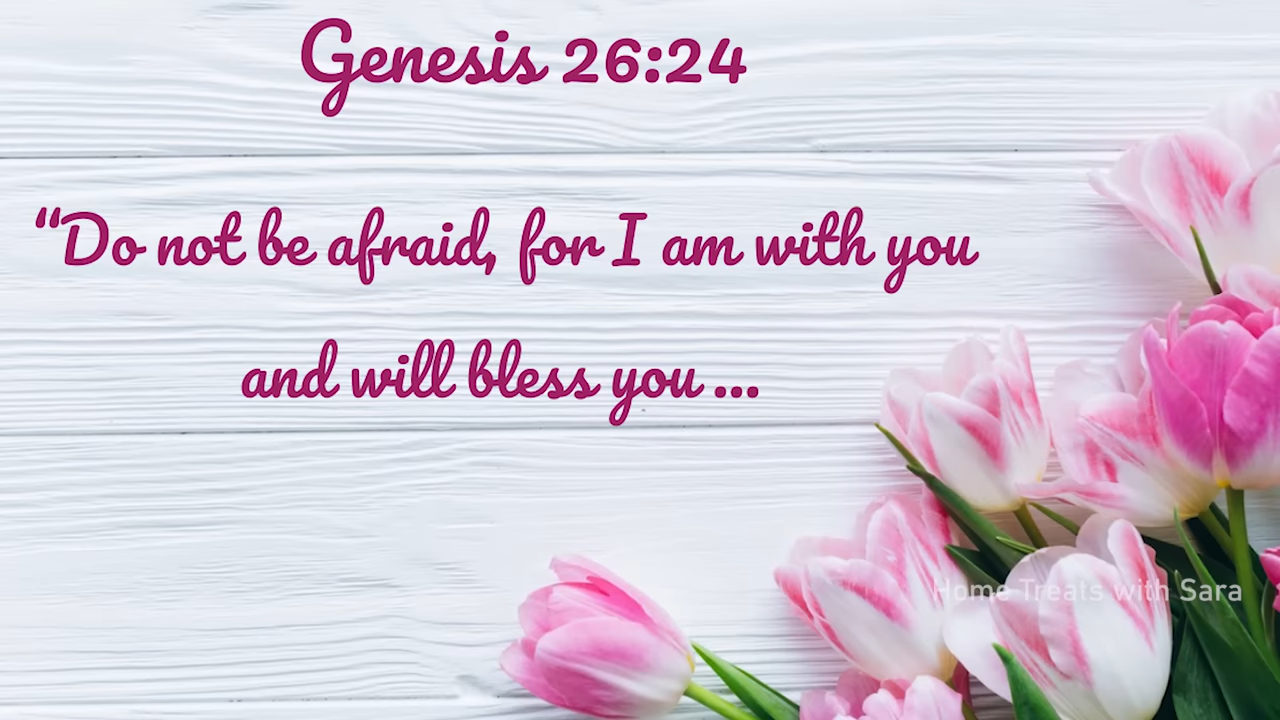 Genesis 26:24
“Do not be afraid, for I am with you
and will bless you ...
Home Treats with Sara